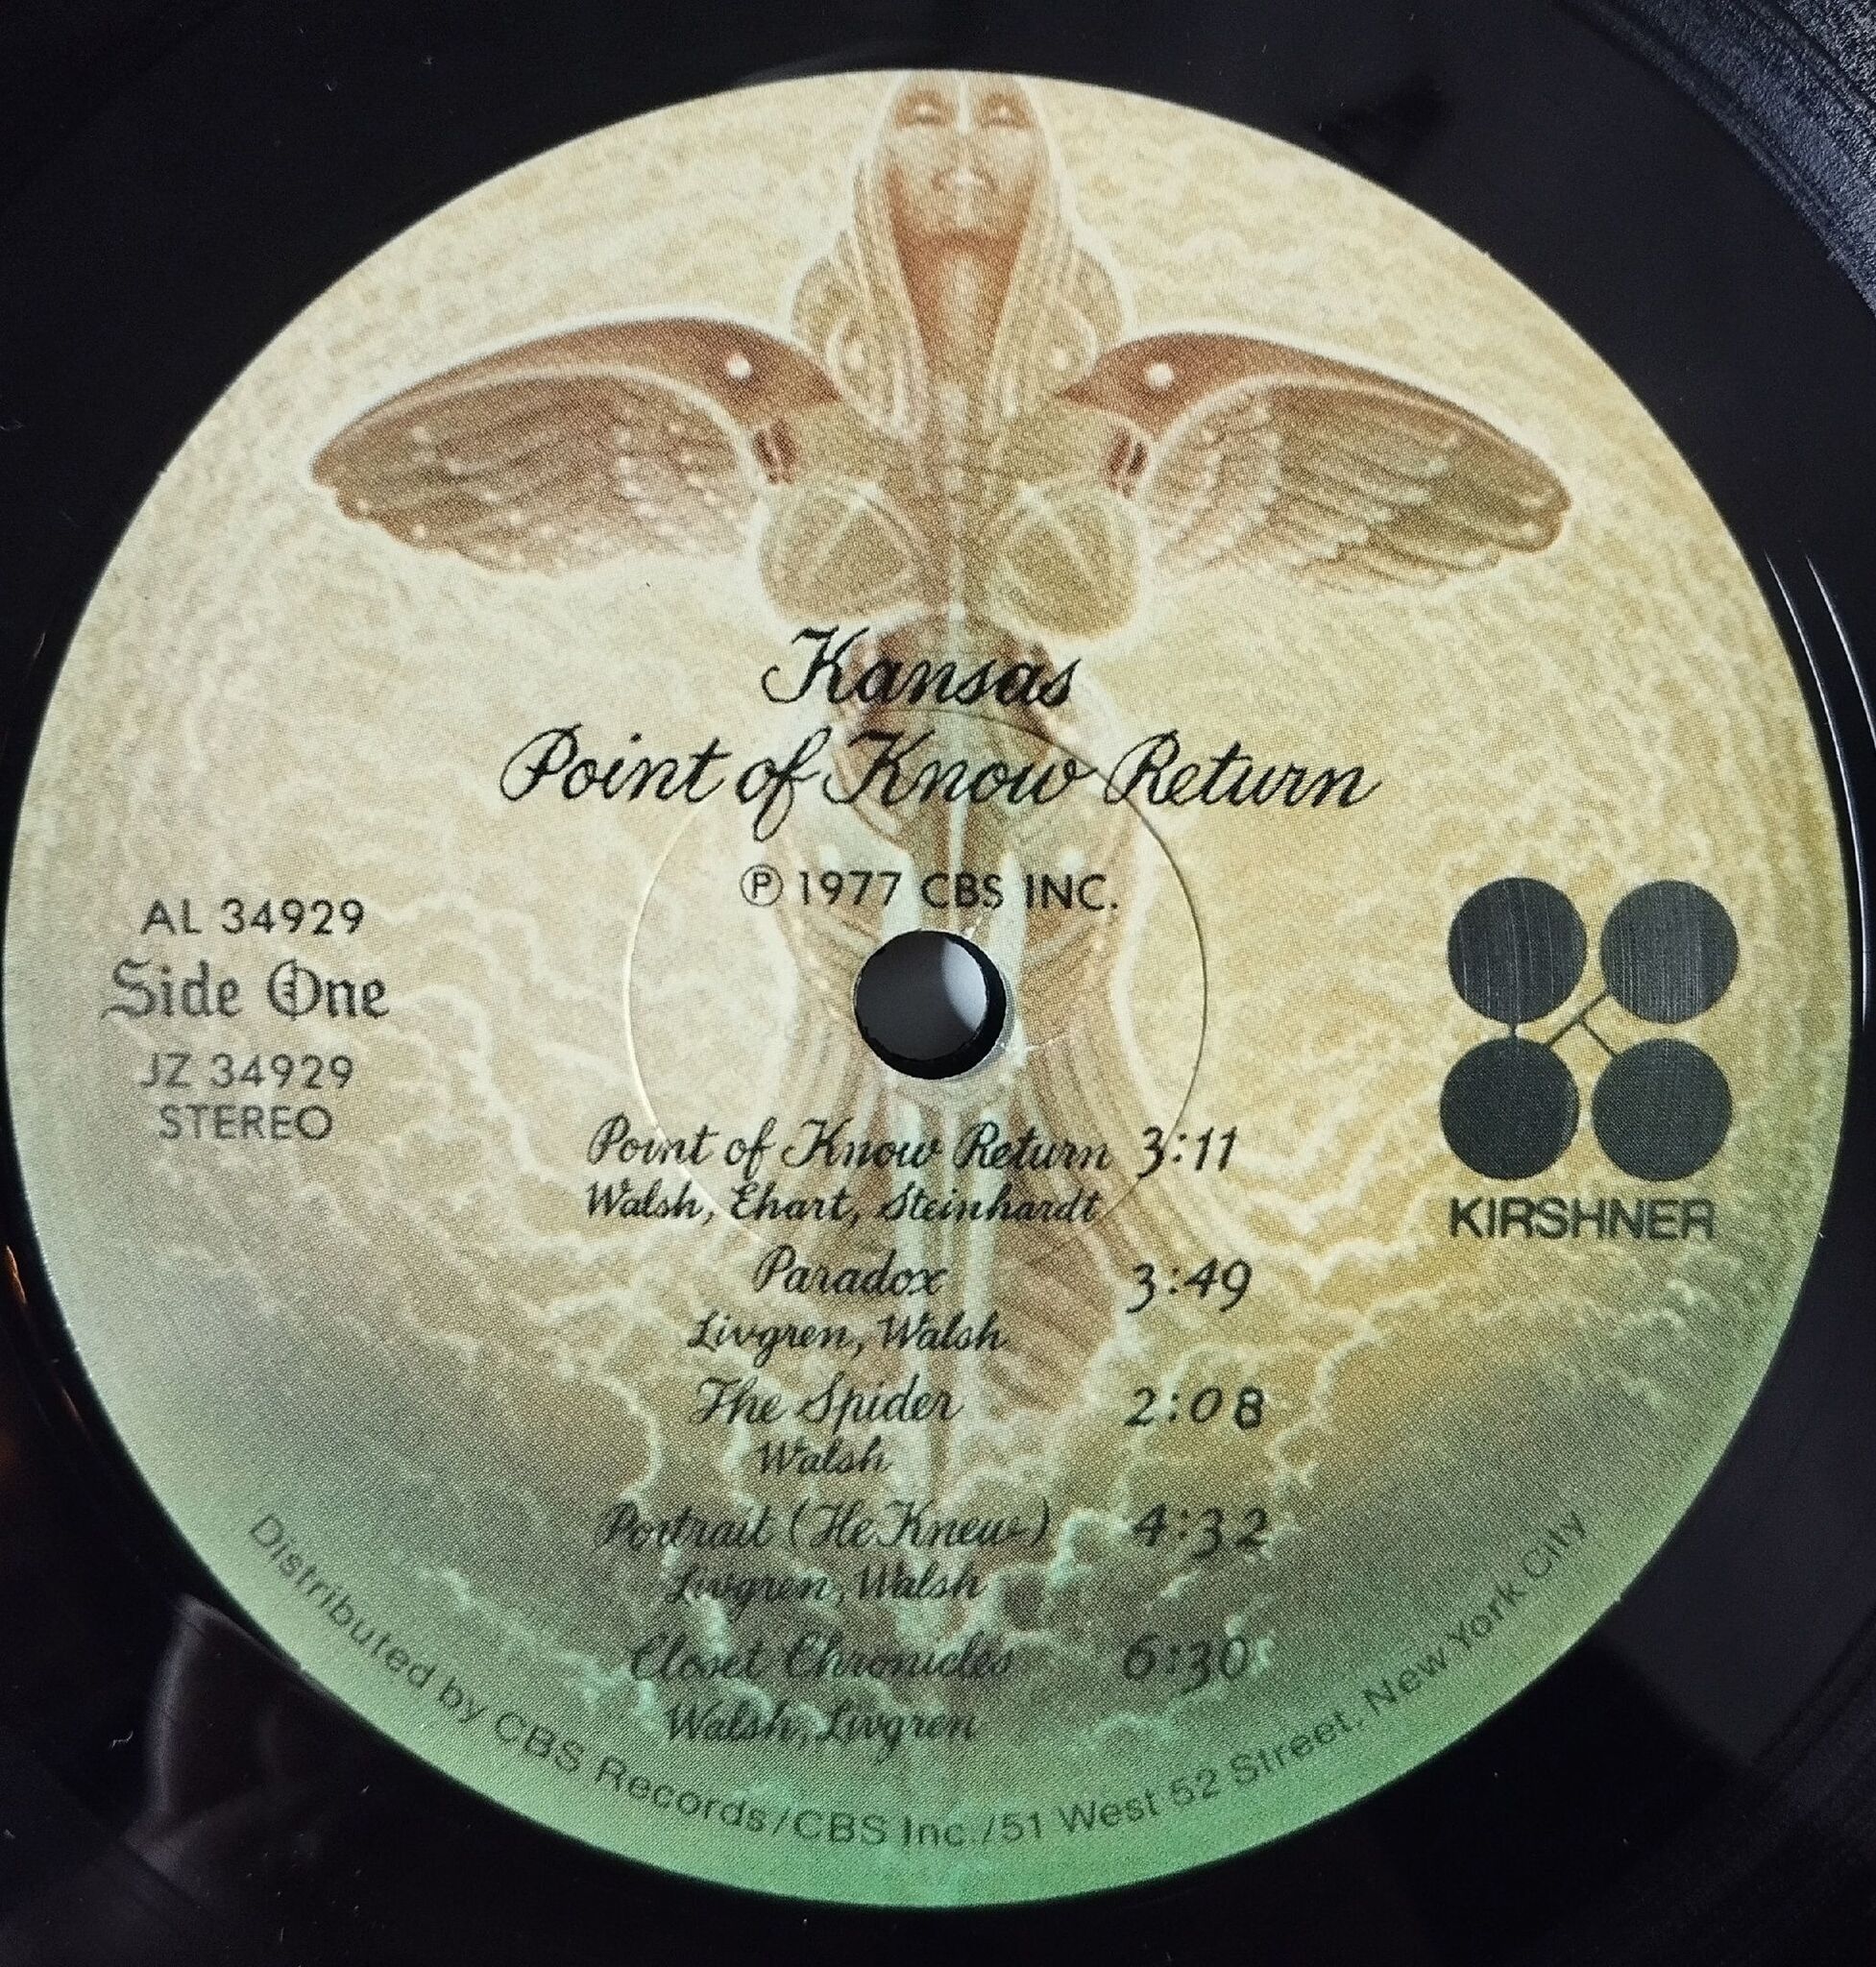 Kansas
Point of Know Return
℗ 1977 CBS INC.
AL 34929
Side One
JZ 34929
STEREO
KIRSHNER
Point of Know Return 3:11
Walsh, Ehart, Steinhardt
Paradox 3:49
Livgren, Walsh
The Spider 2:08
Walsh
Portrait (He Knew) 4:32
Livgren, Walsh
Closet Chronicles 6:30
Walsh, Livgren
Distributed by CBS Records/CBS Inc./51 West 52 Street, New York City